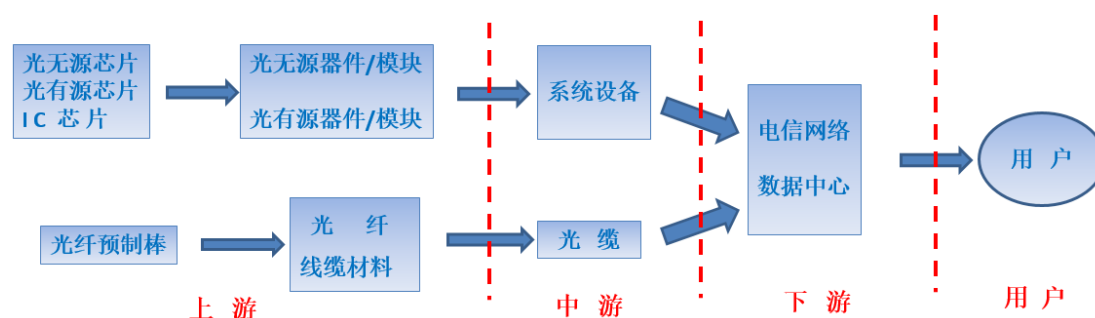 光无源芯片
光有源芯片
IC 芯片
光无源器件/模块
光有源器件/模块
系统设备
电信网络
数据中心
用 户
光纤预制棒
光 纤
线缆材料
光 缆
上 游
中 游
下 游
用 户